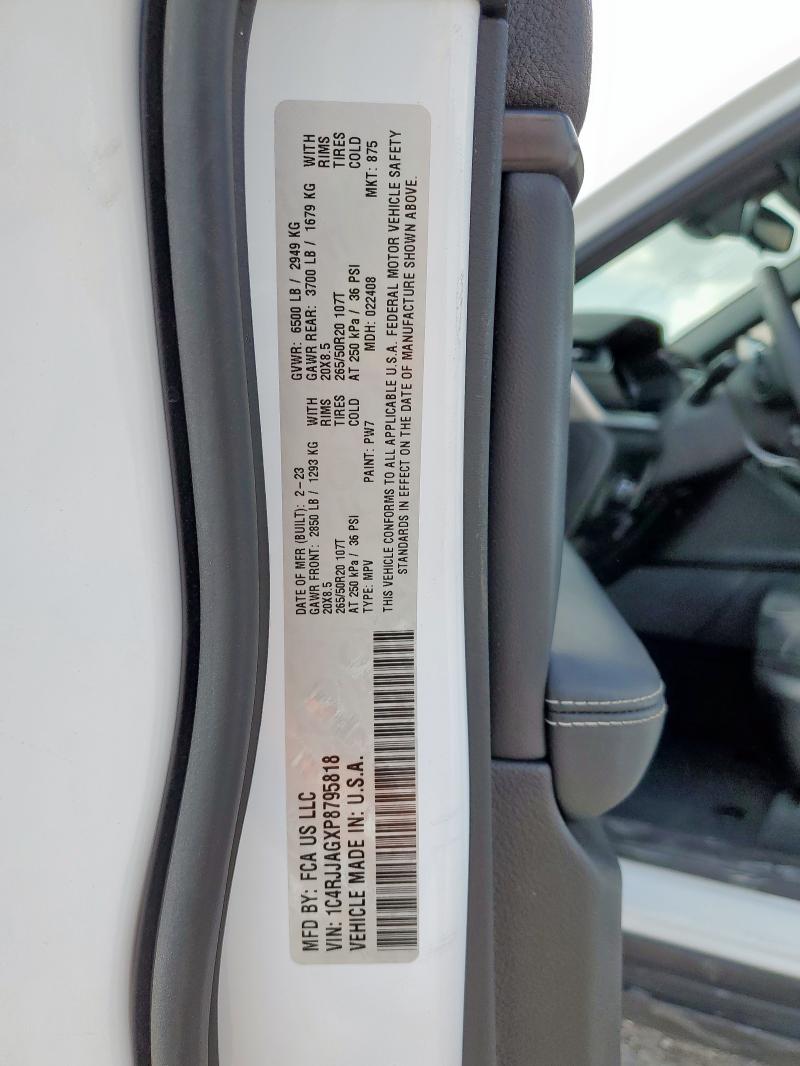 MFD BY: FCA US LLC
VIN: 1C4RJJAGXP8795818
VEHICLE MADE IN: U.S.A.
DATE OF MFR (BUILT): 2-23 GVWR: 6500 LB / 2949 KG
GAWR FRONT: 2850 LB / 1293 KG WITH GAWR REAR: 3700 LB / 1679 KG WITH
20X8.5 RIMS 20X8.5 RIMS
265/50R20 107T TIRES 265/50R20 107T TIRES
AT 250 kPa / 36 PSI COLD AT 250 kPa / 36 PSI COLD
TYPE: MPV PAINT: PW7 MDH: 022408 MKT: 875
THIS VEHICLE CONFORMS TO ALL APPLICABLE U.S.A. FEDERAL MOTOR VEHICLE SAFETY
STANDARDS IN EFFECT ON THE DATE OF MANUFACTURE SHOWN ABOVE.